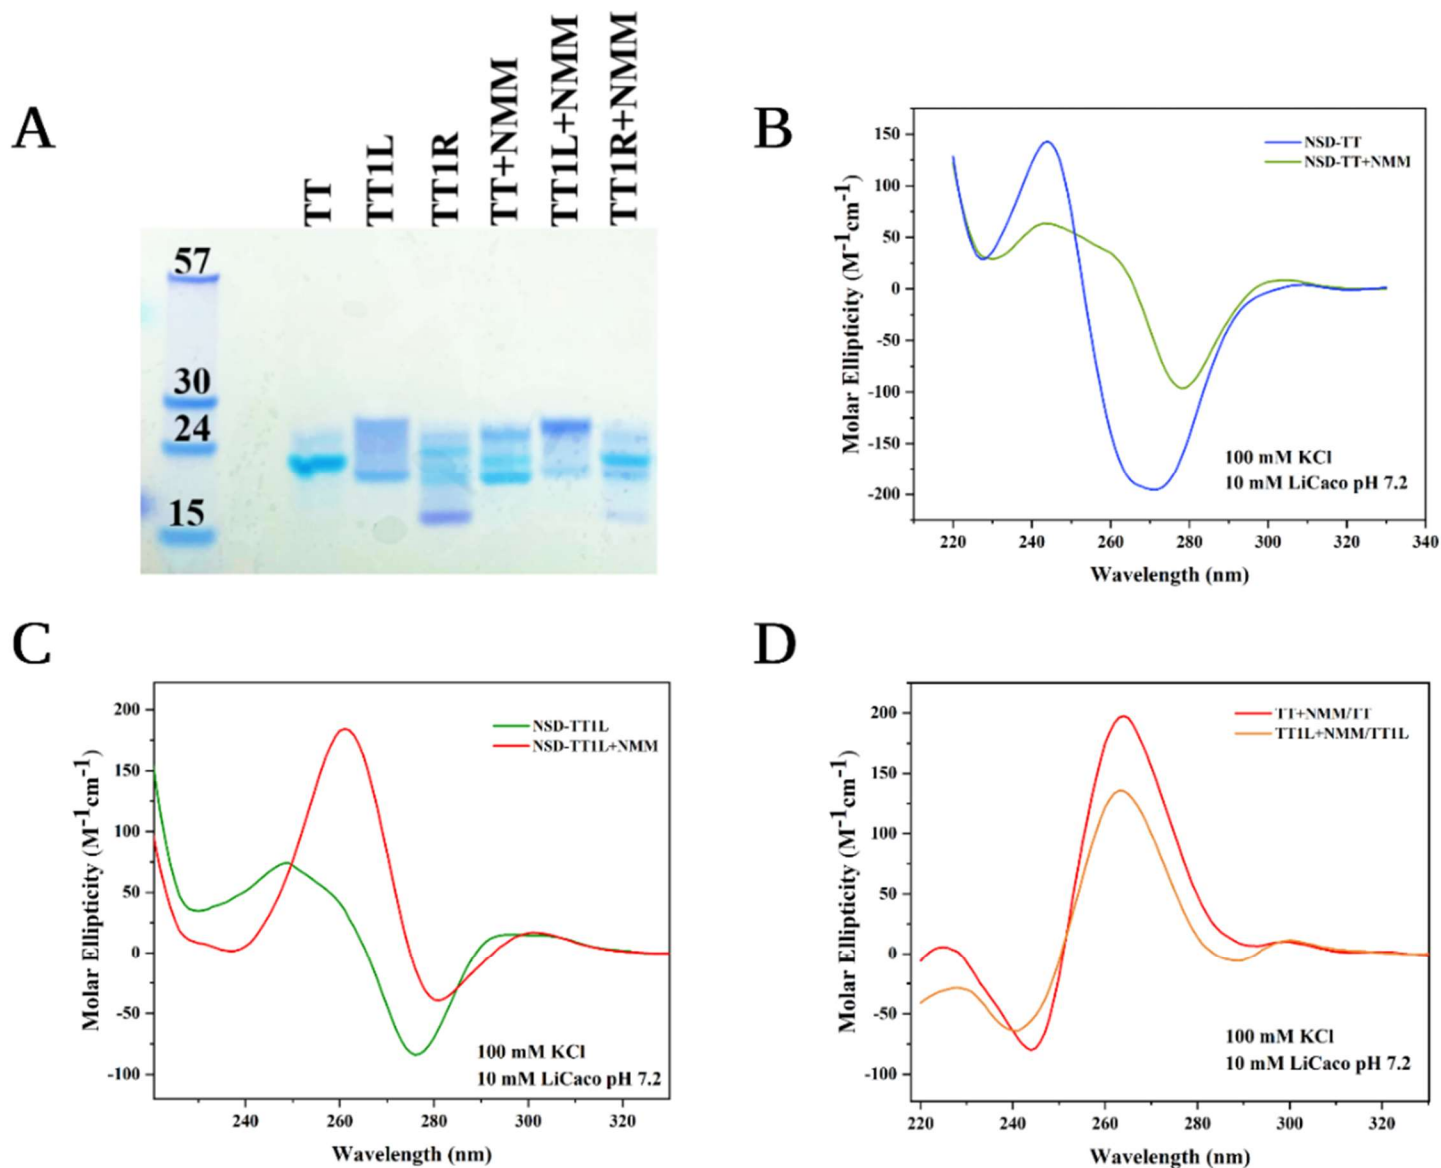 A
TT
TT1L
TT1R
TT+NMM
TT1L+NMM
TT1R+NMM
57
30
24
15
B
NSD-TT
NSD-TT+NMM
Molar Ellipticity (M⁻¹cm⁻¹)
150
100
50
0
-50
-100
-150
-200
100 mM KCl
10 mM LiCaco pH 7.2
220 240 260 280 300 320 340
Wavelength (nm)
C
NSD-TT1L
NSD-TT1L+NMM
Molar Ellipticity (M⁻¹cm⁻¹)
200
150
100
50
0
-50
-100
100 mM KCl
10 mM LiCaco pH 7.2
240 260 280 300 320
Wavelength (nm)
D
TT+NMM/TT
TT1L+NMM/TT1L
Molar Ellipticity (M⁻¹cm⁻¹)
200
150
100
50
0
-50
-100
100 mM KCl
10 mM LiCaco pH 7.2
220 240 260 280 300 320
Wavelength (nm)